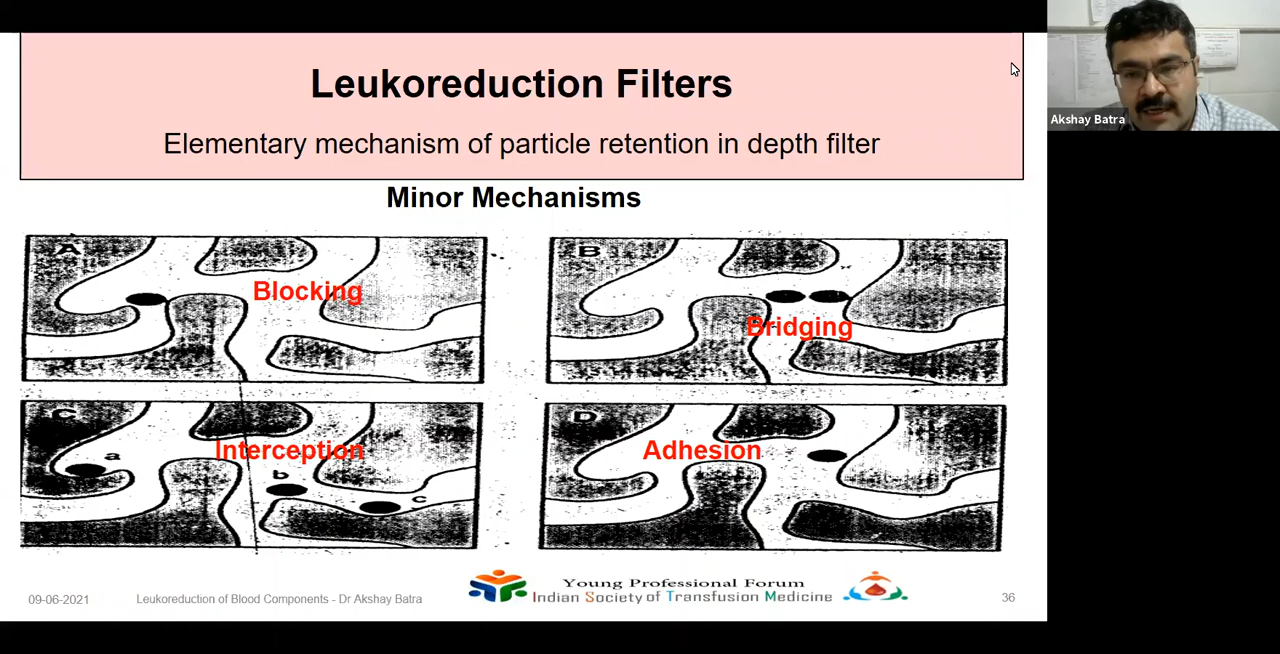 Leukoreduction Filters
Elementary mechanism of particle retention in depth filter
Akshay Batra
Minor Mechanisms
A
Blocking
B
Bridging
C
a
Interception
b
c
D
Adhesion
09-06-2021
Leukoreduction of Blood Components - Dr Akshay Batra
Young Professional Forum
Indian Society of Transfusion Medicine
36